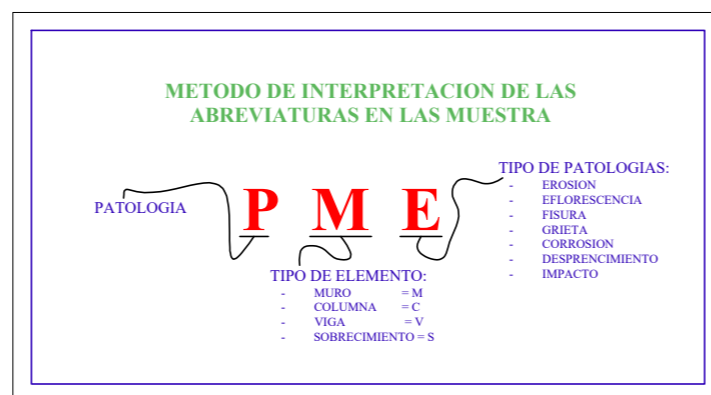 METODO DE INTERPRETACION DE LAS
ABREVIATURAS EN LAS MUESTRA
PATOLOGIA
P M E
TIPO DE PATOLOGIAS:
- EROSION
- EFLORESCENCIA
- FISURA
- GRIETA
- CORROSION
- DESPRENCIMIENTO
- IMPACTO
TIPO DE ELEMENTO:
- MURO = M
- COLUMNA = C
- VIGA = V
- SOBRECIMIENTO = S